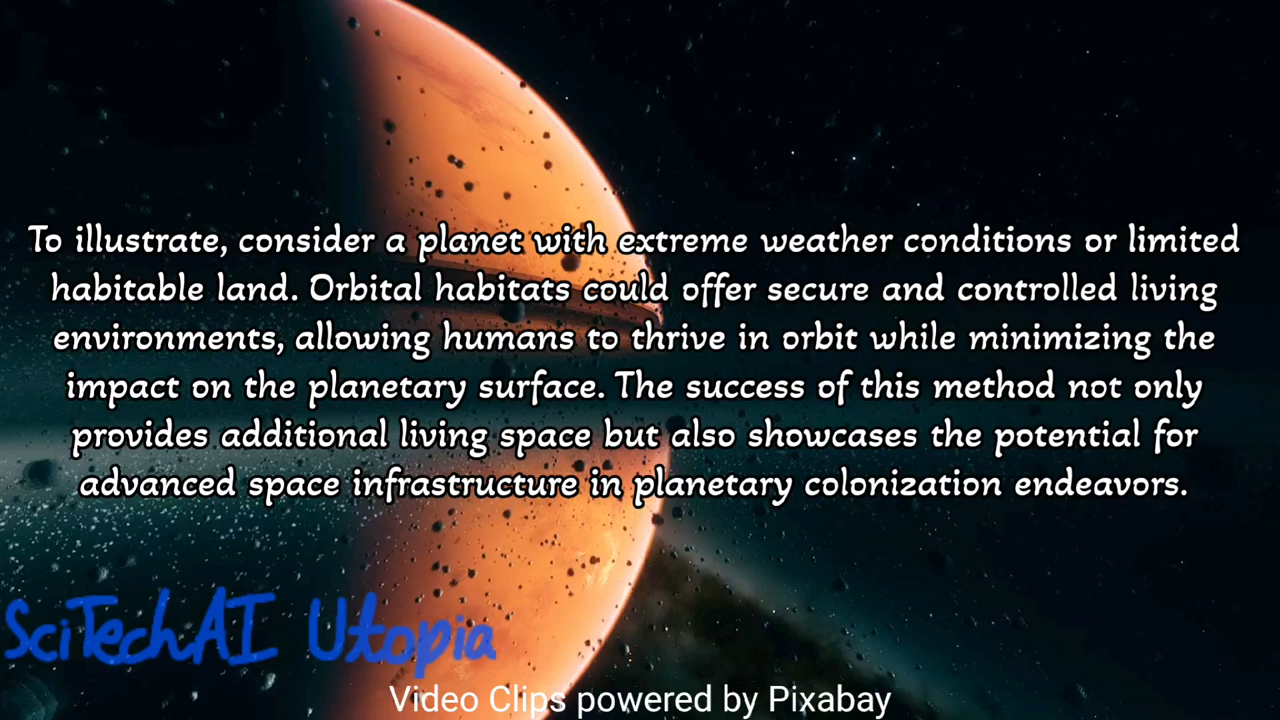 To illustrate, consider a planet with extreme weather conditions or limited
habitable land. Orbital habitats could offer secure and controlled living
environments, allowing humans to thrive in orbit while minimizing the
impact on the planetary surface. The success of this method not only
provides additional living space but also showcases the potential for
advanced space infrastructure in planetary colonization endeavors.
SciTechAI Utopia
Video Clips powered by Pixabay